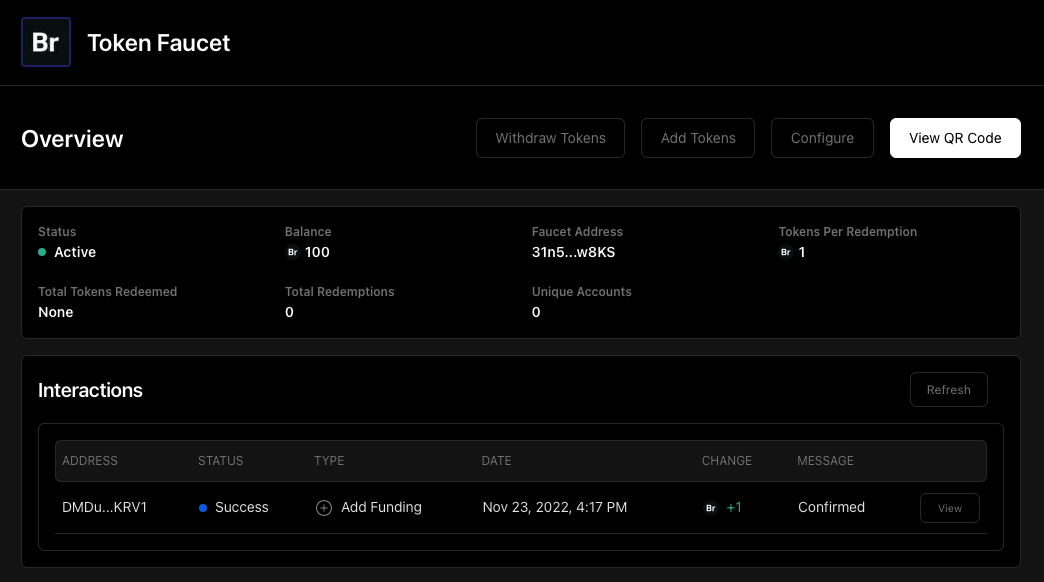 Br Token Faucet
Overview Withdraw Tokens Add Tokens Configure View QR Code
Status Balance Faucet Address Tokens Per Redemption
Active Br 100 31n5...w8KS Br 1
Total Tokens Redeemed Total Redemptions Unique Accounts
None 0 0
Interactions Refresh
ADDRESS STATUS TYPE DATE CHANGE MESSAGE
DMDu...KRV1 Success Add Funding Nov 23, 2022, 4:17 PM Br +1 Confirmed View